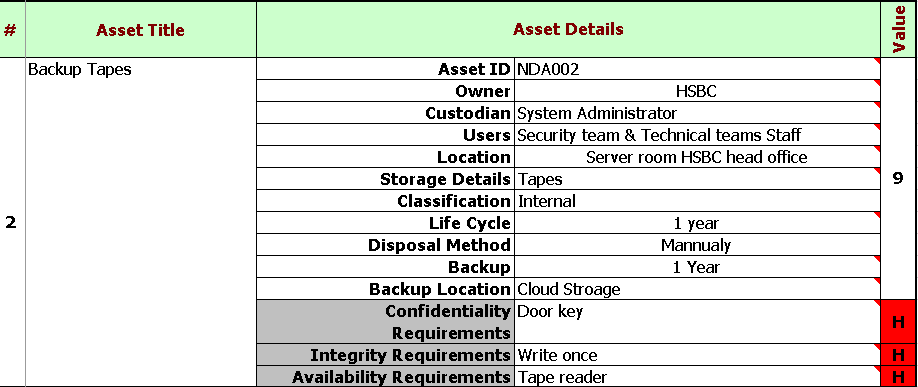 # Asset Title Asset Details Value
Backup Tapes Asset ID NDA002
Owner HSBC
Custodian System Administrator
Users Security team & Technical teams Staff
Location Server room HSBC head office
Storage Details Tapes 9
Classification Internal
2 Life Cycle 1 year
Disposal Method Mannualy
Backup 1 Year
Backup Location Cloud Stroage
Confidentiality Door key
Requirements H
Integrity Requirements Write once H
Availability Requirements Tape reader H